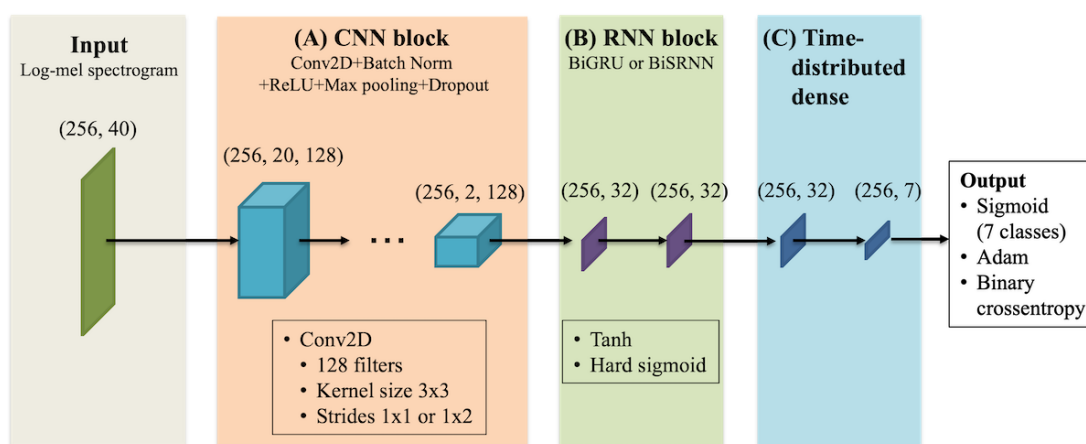 Input
Log-mel spectrogram
(256, 40)
(A) CNN block
Conv2D+Batch Norm
+ReLU+Max pooling+Dropout
(256, 20, 128)
...
(256, 2, 128)
• Conv2D
• 128 filters
• Kernel size 3x3
• Strides 1x1 or 1x2
(B) RNN block
BiGRU or BiSRNN
(256, 32)
(256, 32)
• Tanh
• Hard sigmoid
(C) Time-
distributed
dense
(256, 32)
(256, 7)
Output
• Sigmoid
(7 classes)
• Adam
• Binary
crossentropy